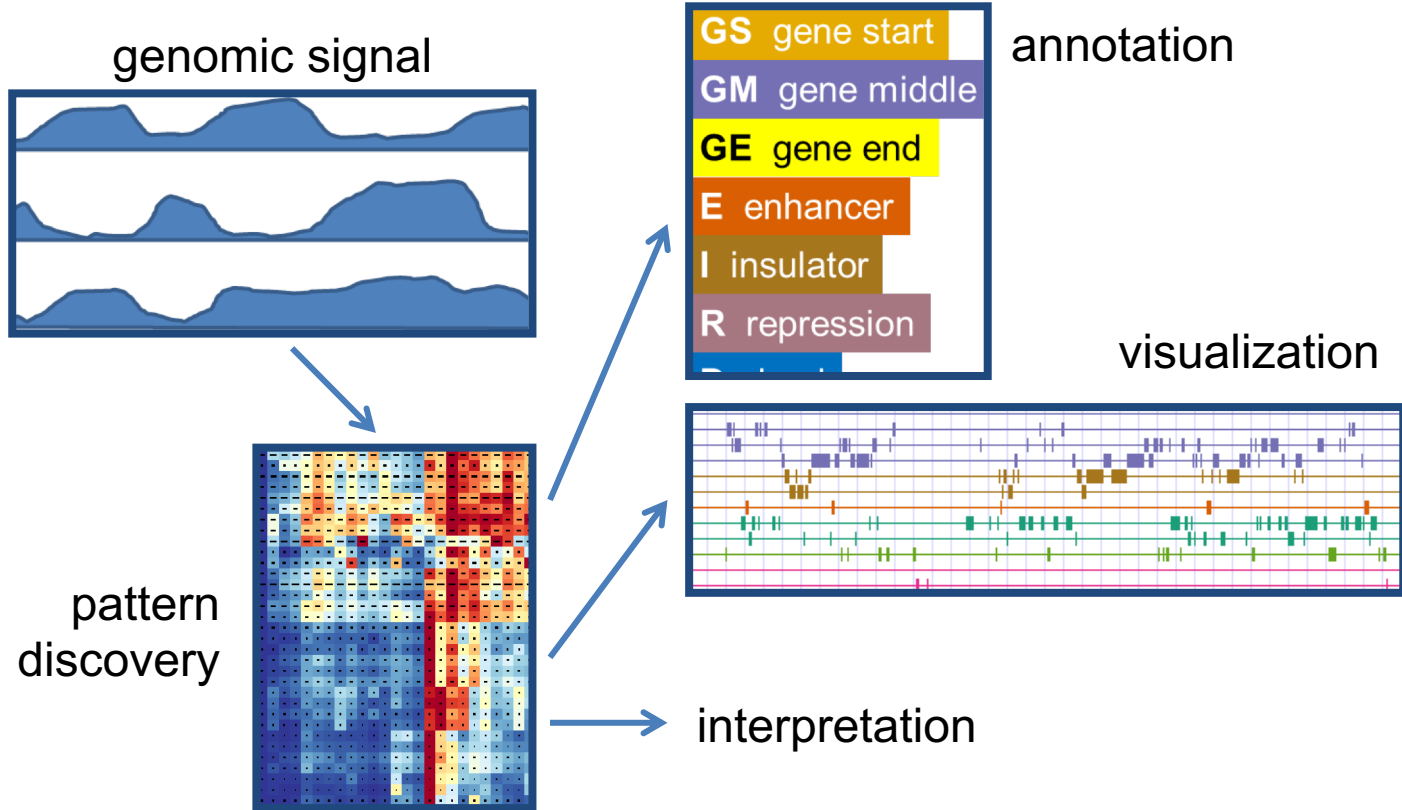 genomic signal
GS gene start
GM gene middle
GE gene end
E enhancer
I insulator
R repression
annotation
visualization
pattern
discovery
interpretation